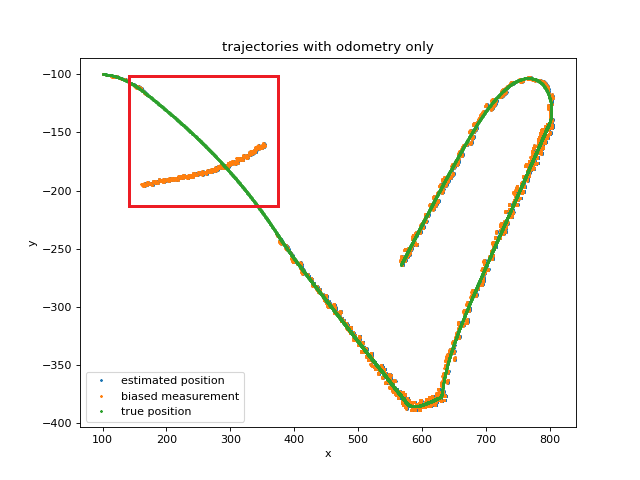 trajectories with odometry only
−100
−150
−200
−250
−300
−350
−400
y
estimated position
biased measurement
true position
100
200
300
400
500
600
700
800
x